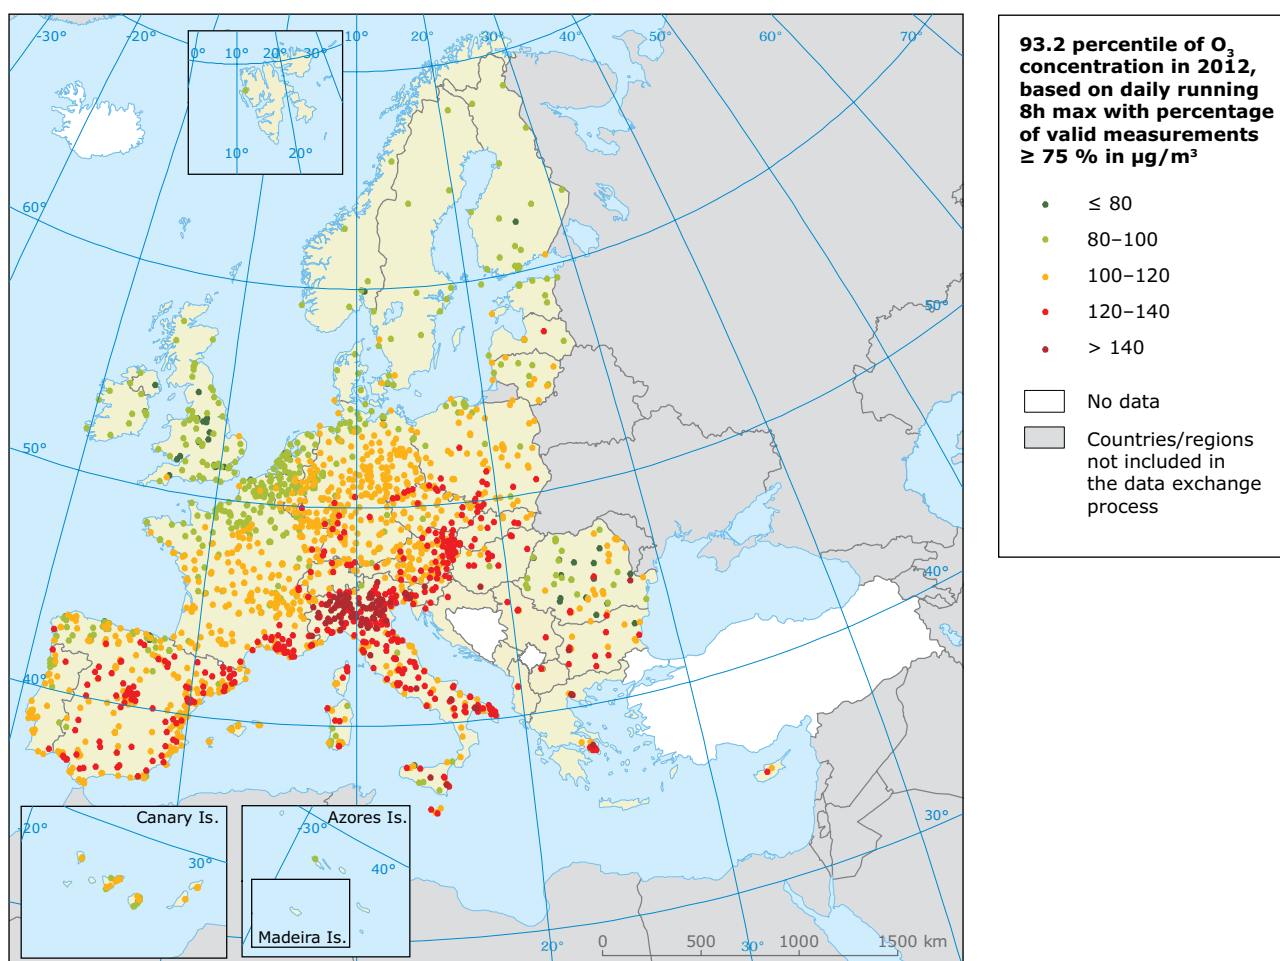 -30°
-20°
0°
10°
20°
30°
10°
20°
10°
20°
30°
40°
50°
60°
70°
60°
50°
50°
40°
40°
30°
20°
30°
93.2 percentile of O₃
concentration in 2012,
based on daily running
8h max with percentage
of valid measurements
≥ 75 % in µg/m³
≤ 80
80–100
100–120
120–140
> 140
No data
Countries/regions
not included in
the data exchange
process
Canary Is.
-20°
30°
Azores Is.
-30°
40°
Madeira Is.
0
500
1000
1500 km